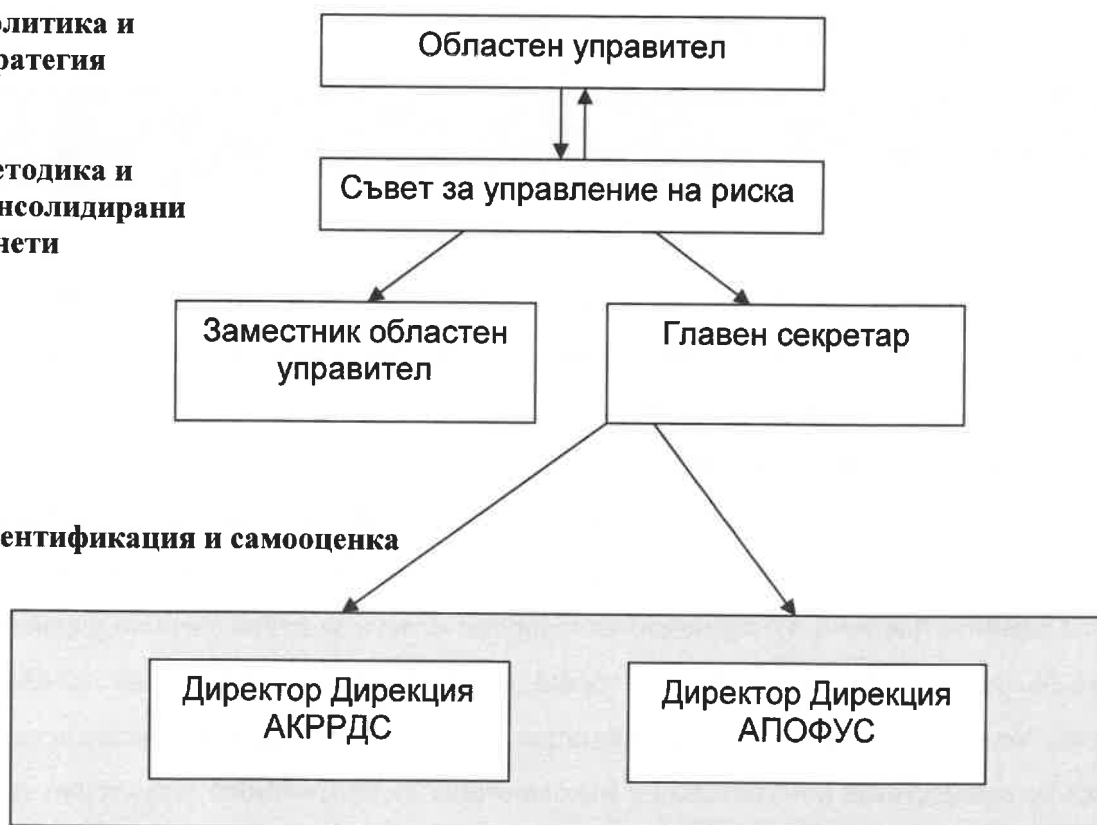 олитика и
ратегия
Областен управител
етодика и
нсолидирани
чети
Съвет за управление на риска
Заместник областен
управител
Главен секретар
ентификация и самооценка
Директор Дирекция
АКРРДС
Директор Дирекция
АПОФУС